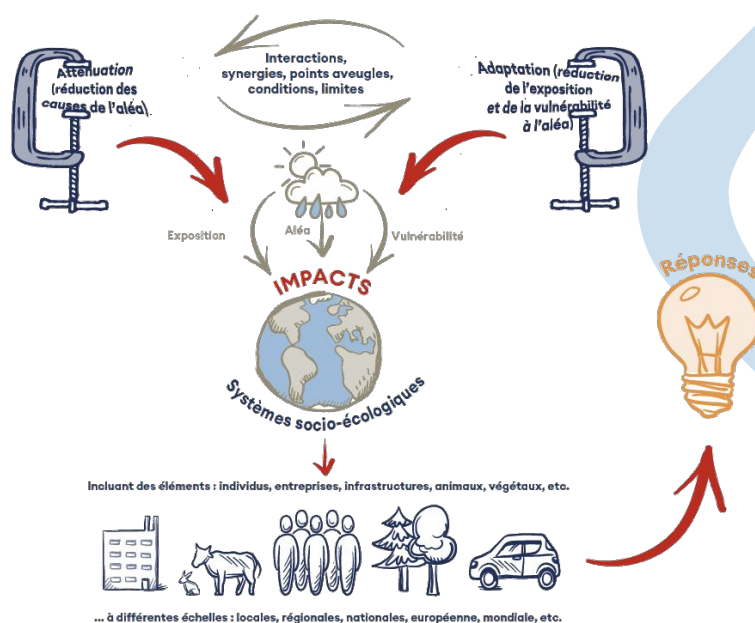 Interactions,
synergies, points aveugles,
conditions, limites
Atténuation
(réduction des
causes de l'aléa).
Adaptation (réduction
de l'exposition
et de la vulnérabilité
à l'aléa)
Exposition
Aléa
Vulnérabilité
IMPACTS
Systèmes socio-écologiques
Réponses
Incluant des éléments : individus, entreprises, infrastructures, animaux, végétaux, etc.
... à différentes échelles : locales, régionales, nationales, européenne, mondiale, etc.